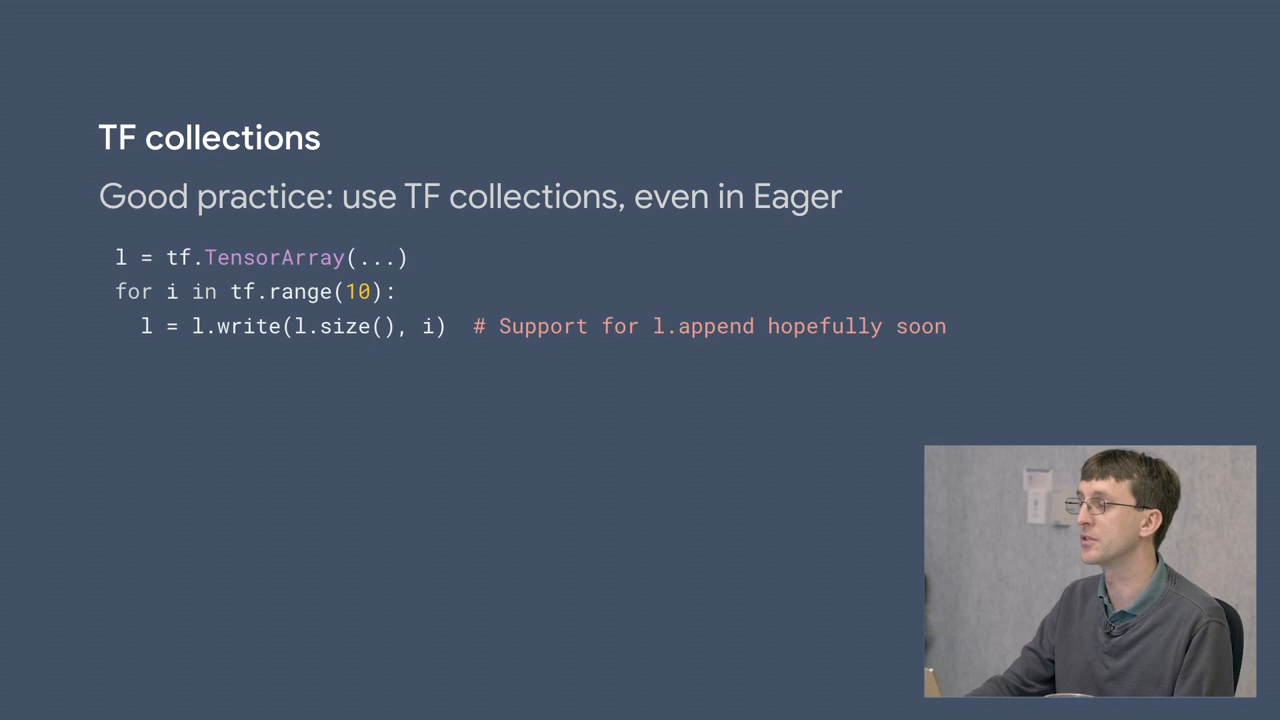 TF collections
Good practice: use TF collections, even in Eager
l = tf.TensorArray(...)
for i in tf.range(10):
  l = l.write(l.size(), i)  # Support for l.append hopefully soon